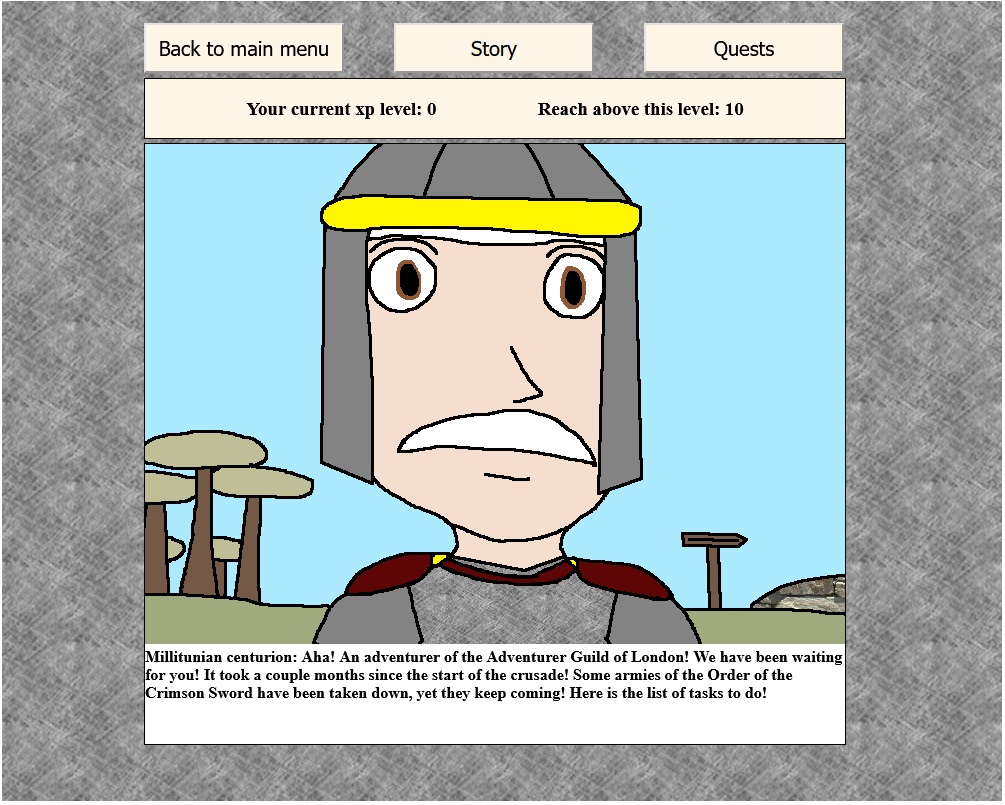 Back to main menu
Story
Quests
Your current xp level: 0
Reach above this level: 10
Millitunian centurion: Aha! An adventurer of the Adventurer Guild of London! We have been waiting
for you! It took a couple months since the start of the crusade! Some armies of the Order of the
Crimson Sword have been taken down, yet they keep coming! Here is the list of tasks to do!